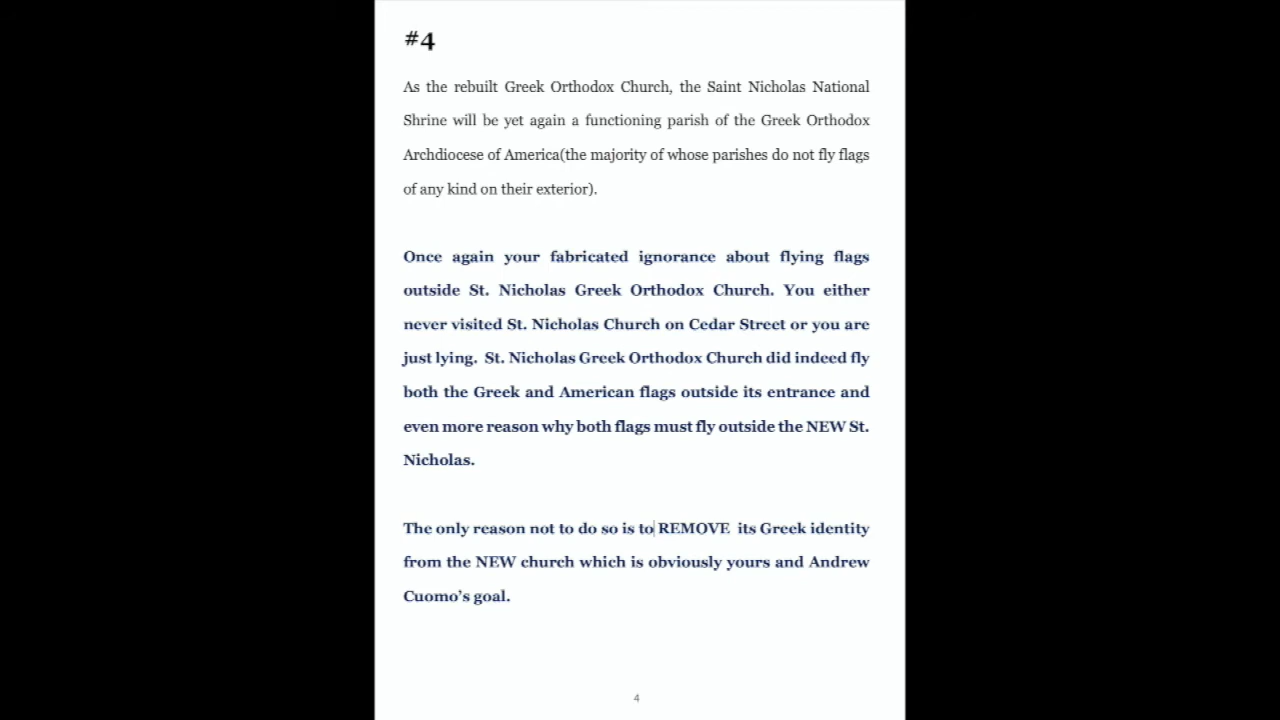 #4
As the rebuilt Greek Orthodox Church, the Saint Nicholas National
Shrine will be yet again a functioning parish of the Greek Orthodox
Archdiocese of America(the majority of whose parishes do not fly flags
of any kind on their exterior).
Once again your fabricated ignorance about flying flags
outside St. Nicholas Greek Orthodox Church. You either
never visited St. Nicholas Church on Cedar Street or you are
just lying.  St. Nicholas Greek Orthodox Church did indeed fly
both the Greek and American flags outside its entrance and
even more reason why both flags must fly outside the NEW St.
Nicholas.
The only reason not to do so is to REMOVE  its Greek identity
from the NEW church which is obviously yours and Andrew
Cuomo's goal.
4